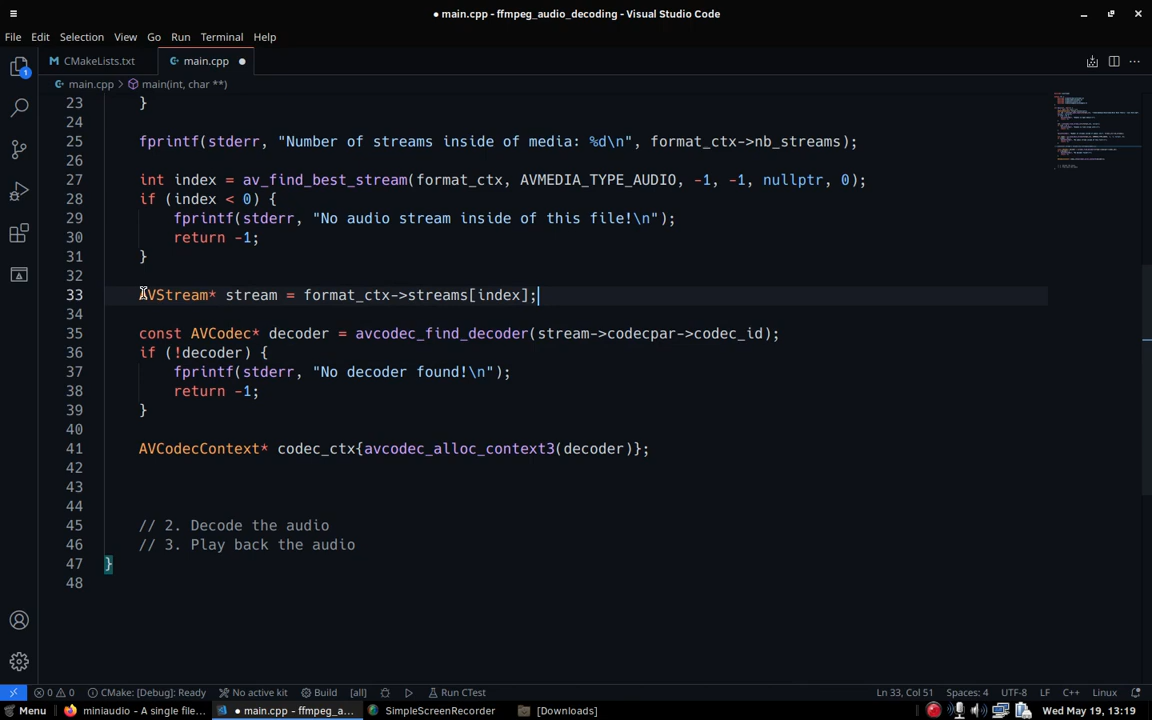 ● main.cpp - ffmpeg_audio_decoding - Visual Studio Code
File Edit Selection View Go Run Terminal Help
CMakeLists.txt main.cpp ●
main.cpp > main(int, char **)
23 }
24
25 fprintf(stderr, "Number of streams inside of media: %d\n", format_ctx->nb_streams);
26
27 int index = av_find_best_stream(format_ctx, AVMEDIA_TYPE_AUDIO, -1, -1, nullptr, 0);
28 if (index < 0) {
29 fprintf(stderr, "No audio stream inside of this file!\n");
30 return -1;
31 }
32
33 AVStream* stream = format_ctx->streams[index];
34
35 const AVCodec* decoder = avcodec_find_decoder(stream->codecpar->codec_id);
36 if (!decoder) {
37 fprintf(stderr, "No decoder found!\n");
38 return -1;
39 }
40
41 AVCodecContext* codec_ctx{avcodec_alloc_context3(decoder)};
42
43
44
45 // 2. Decode the audio
46 // 3. Play back the audio
47 }
48
1
0 0 CMake: [Debug]: Ready No active kit Build [all] Run CTest Ln 33, Col 51 Spaces: 4 UTF-8 LF C++ Linux
Menu miniaudio - A single file... ● main.cpp - ffmpeg_a... SimpleScreenRecorder [Downloads] Wed May 19, 13:19